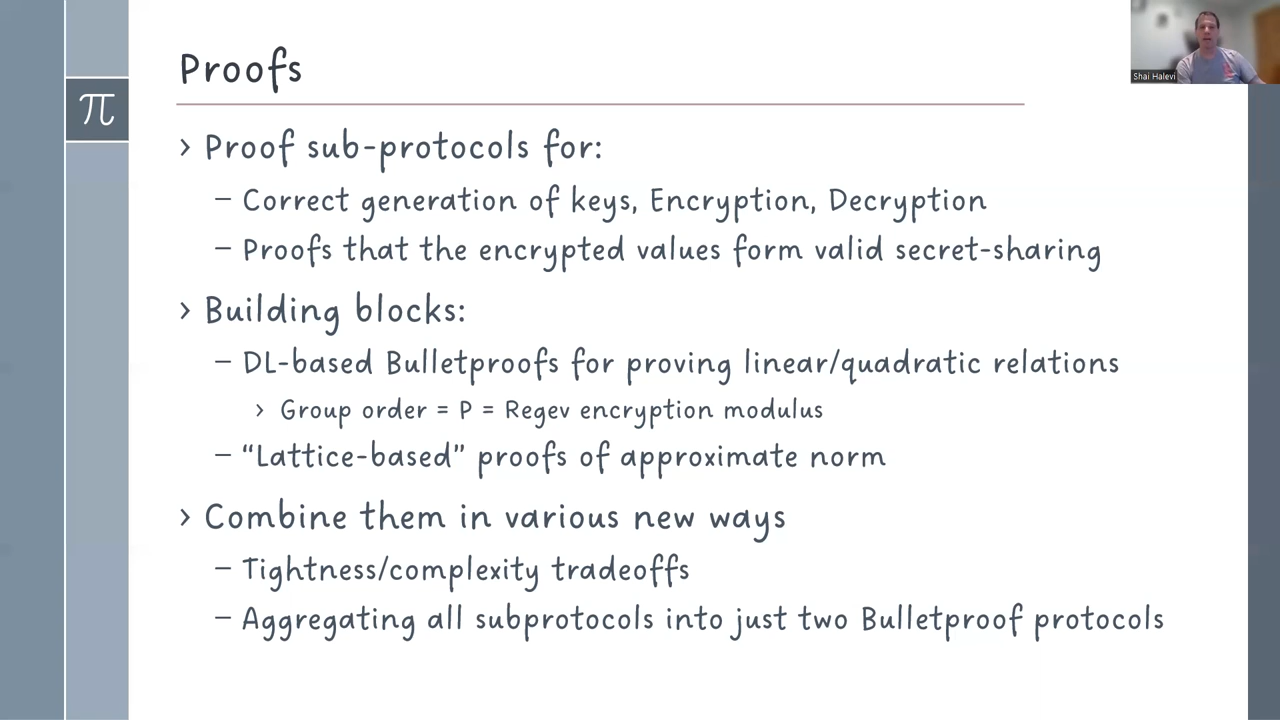 Proofs
π
› Proof sub-protocols for:
– Correct generation of keys, Encryption, Decryption
– Proofs that the encrypted values form valid secret-sharing
› Building blocks:
– DL-based Bulletproofs for proving linear/quadratic relations
› Group order = P = Regev encryption modulus
– “Lattice-based” proofs of approximate norm
› Combine them in various new ways
– Tightness/complexity tradeoffs
– Aggregating all subprotocols into just two Bulletproof protocols
Shai Halevi